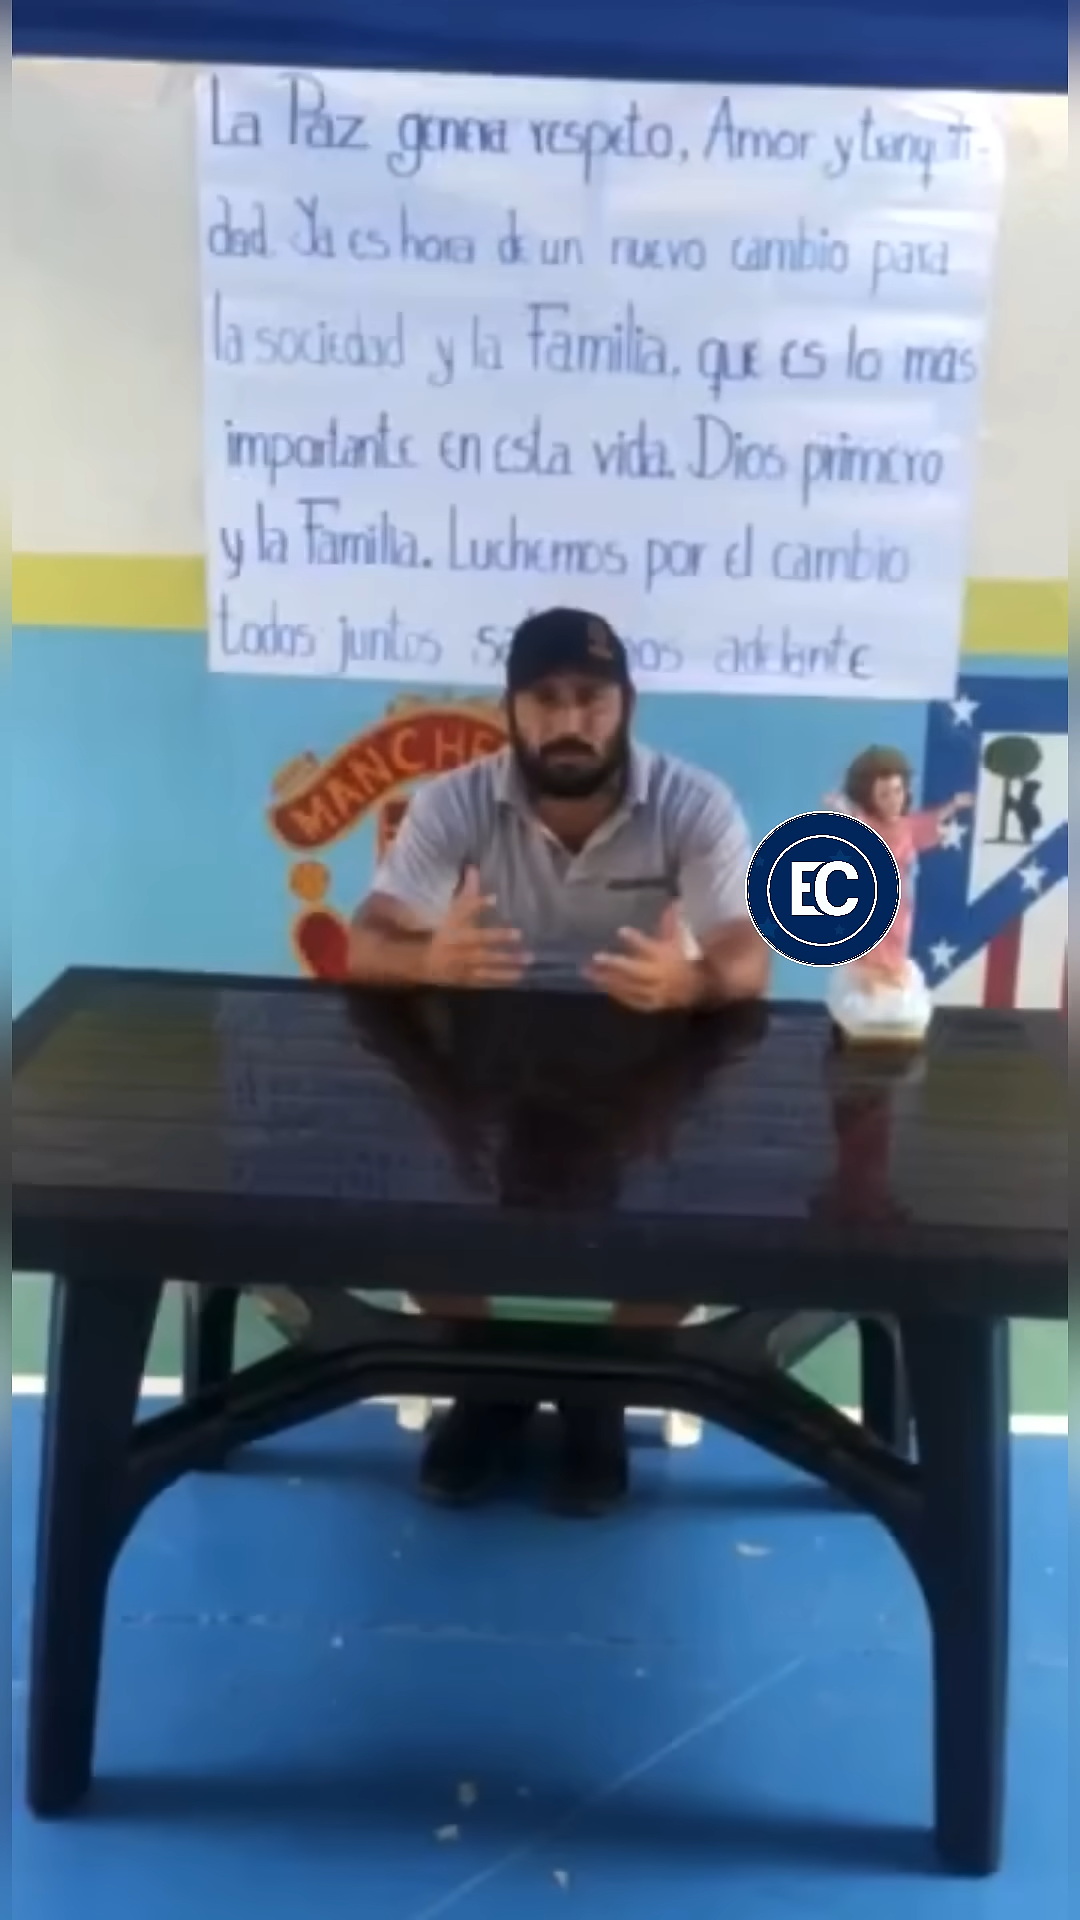 La Paz genera respeto, Amor y tranquili-
dad. Ya es hora de un nuevo cambio para
la sociedad y la Familia, que es lo mas
importante en esta vida. Dios primero
y la Familia. Luchemos por el cambio
todos juntos adelante
MANCHE
EC